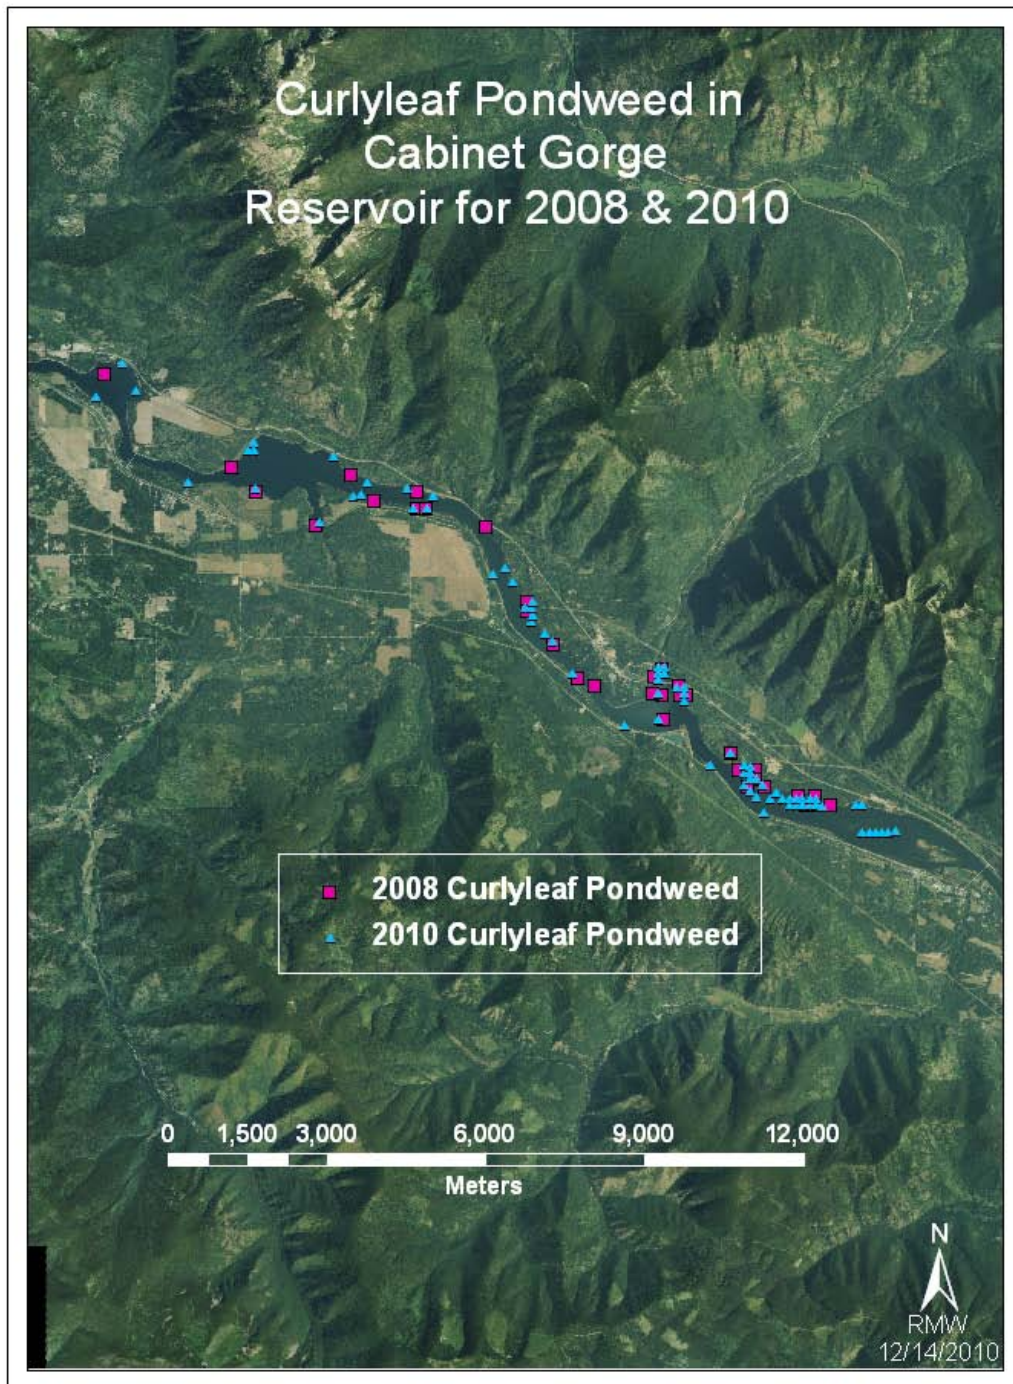 Curlyleaf Pondweed in
Cabinet Gorge
Reservoir for 2008 & 2010
2008 Curlyleaf Pondweed
2010 Curlyleaf Pondweed
0 1,500 3,000 6,000 9,000 12,000
Meters
N
RMW
12/14/2010